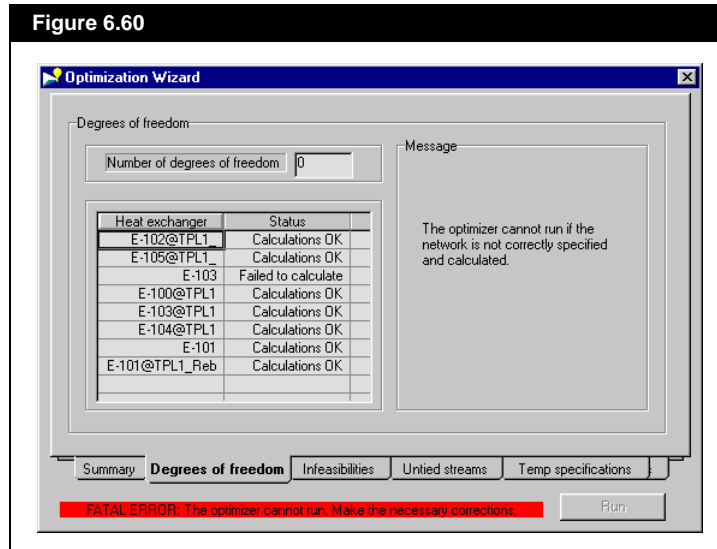 Figure 6.60
Optimization Wizard
Degrees of freedom
Number of degrees of freedom 0
Heat exchanger Status
E-102@TPL1_ Calculations OK
E-105@TPL1_ Calculations OK
E-103 Failed to calculate
E-100@TPL1 Calculations OK
E-103@TPL1 Calculations OK
E-104@TPL1 Calculations OK
E-101 Calculations OK
E-101@TPL1_Reb Calculations OK
Message
The optimizer cannot run if the
network is not correctly specified
and calculated.
Summary Degrees of freedom Infeasibilities Untied streams Temp specifications
FATAL ERROR: The optimizer cannot run. Make the necessary corrections. Run